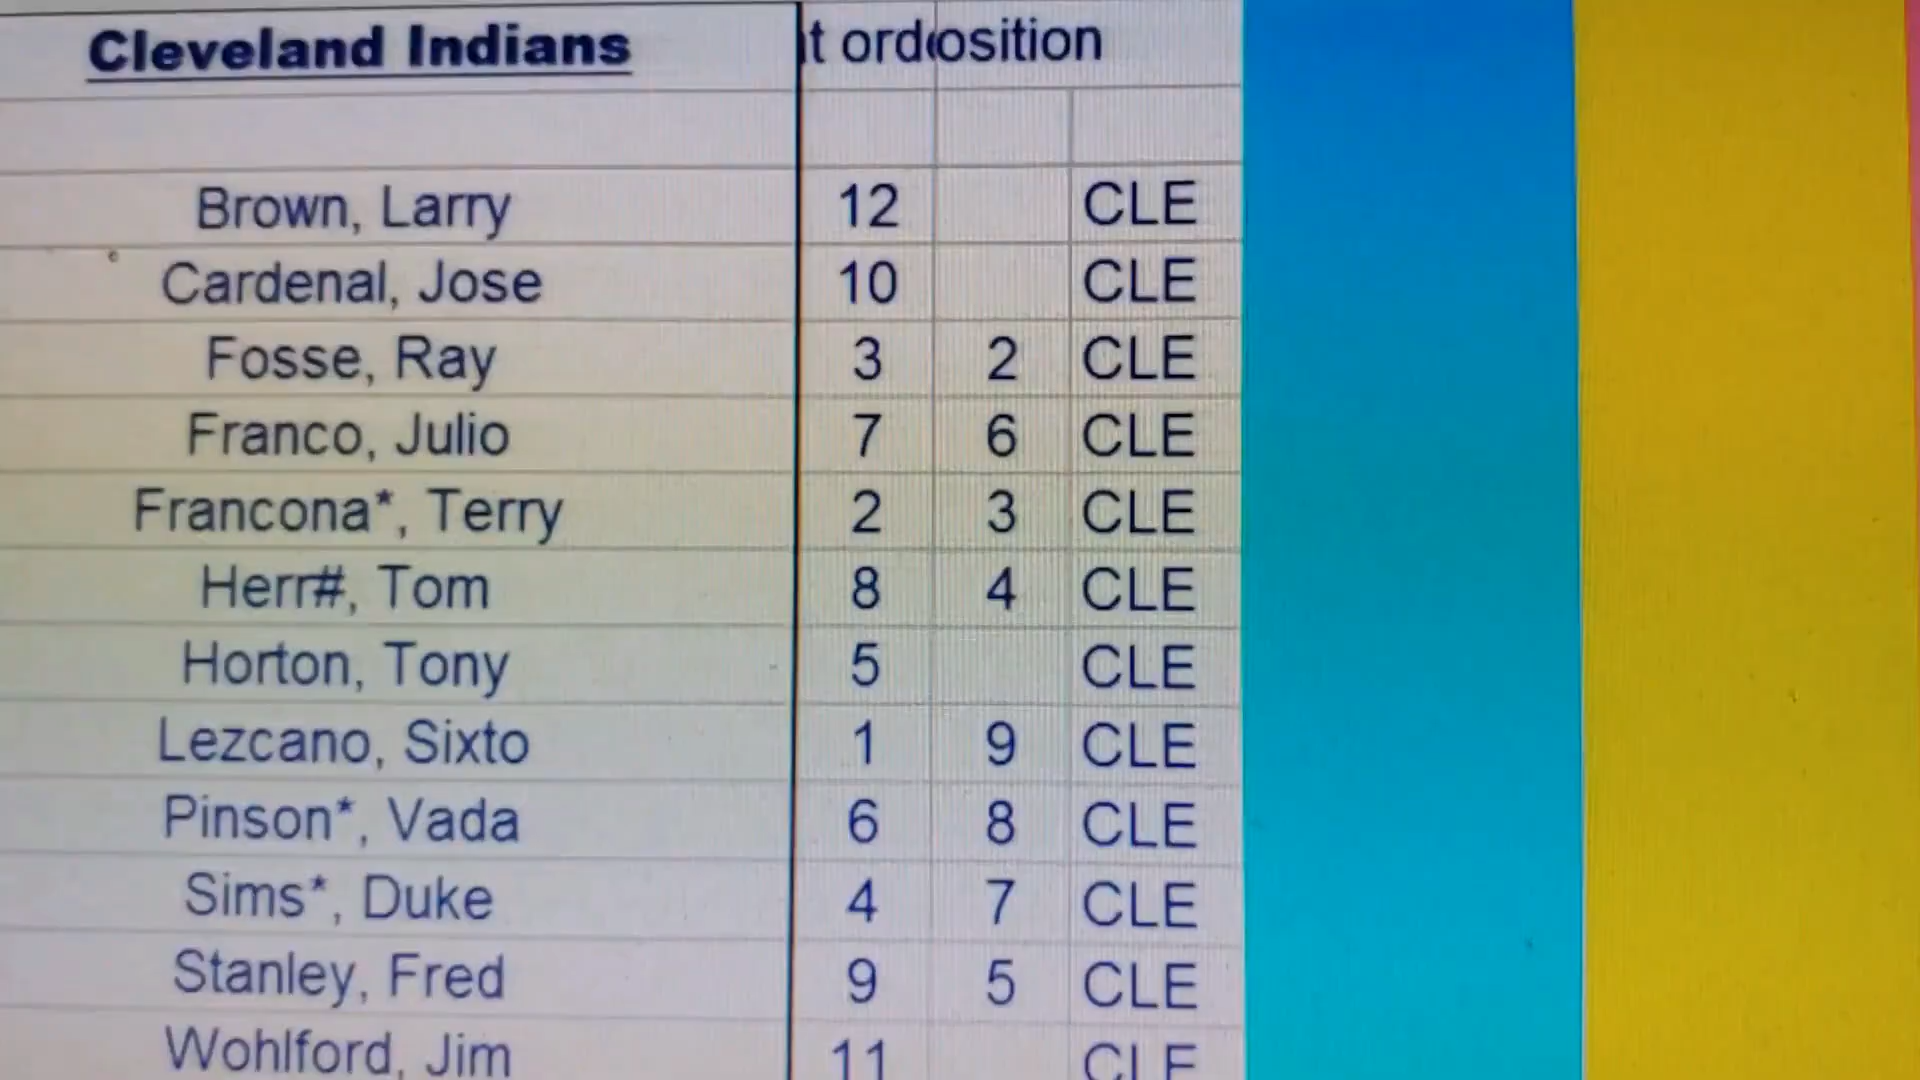 Cleveland Indians t ord osition
Brown, Larry 12 CLE
Cardenal, Jose 10 CLE
Fosse, Ray 3 2 CLE
Franco, Julio 7 6 CLE
Francona*, Terry 2 3 CLE
Herr#, Tom 8 4 CLE
Horton, Tony 5 CLE
Lezcano, Sixto 1 9 CLE
Pinson*, Vada 6 8 CLE
Sims*, Duke 4 7 CLE
Stanley, Fred 9 5 CLE
Wohlford, Jim 11 CLE